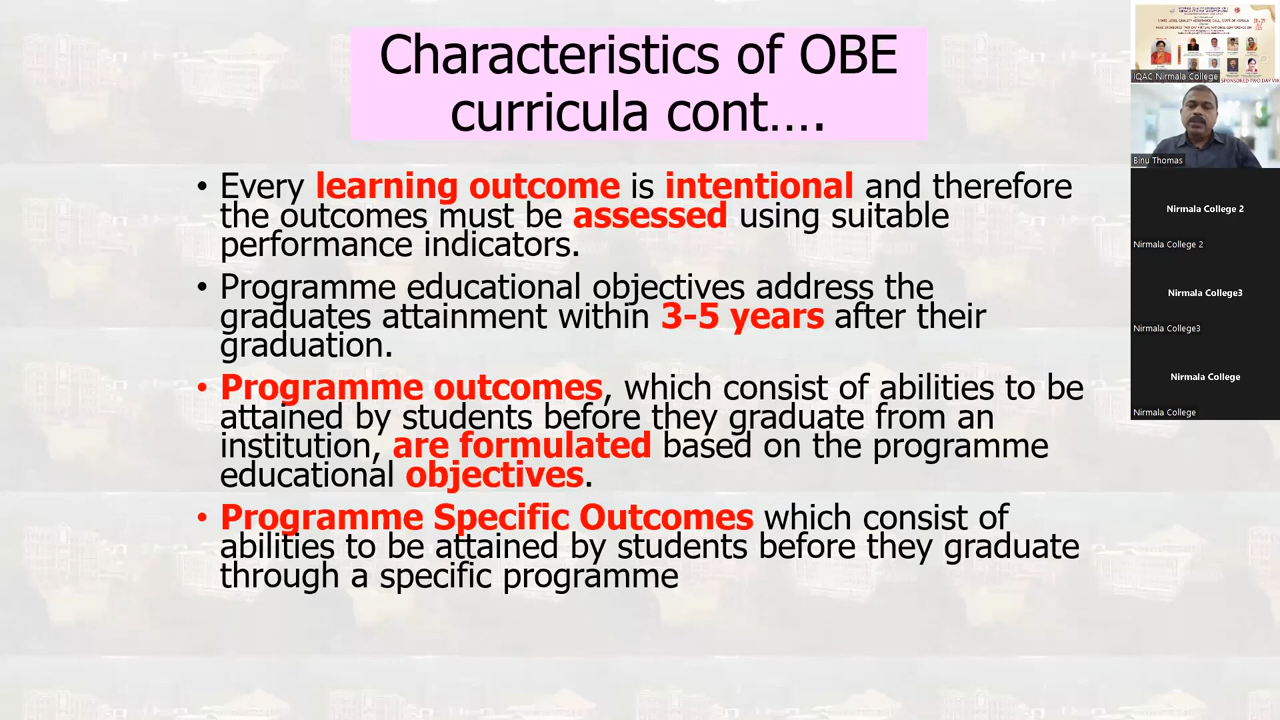 Characteristics of OBE
curricula cont….
• Every learning outcome is intentional and therefore
the outcomes must be assessed using suitable
performance indicators.
• Programme educational objectives address the
graduates attainment within 3-5 years after their
graduation.
• Programme outcomes, which consist of abilities to be
attained by students before they graduate from an
institution, are formulated based on the programme
educational objectives.
• Programme Specific Outcomes which consist of
abilities to be attained by students before they graduate
through a specific programme
IQAC Nirmala College
Binu Thomas
Nirmala College 2
Nirmala College 2
Nirmala College3
Nirmala College3
Nirmala College
Nirmala College